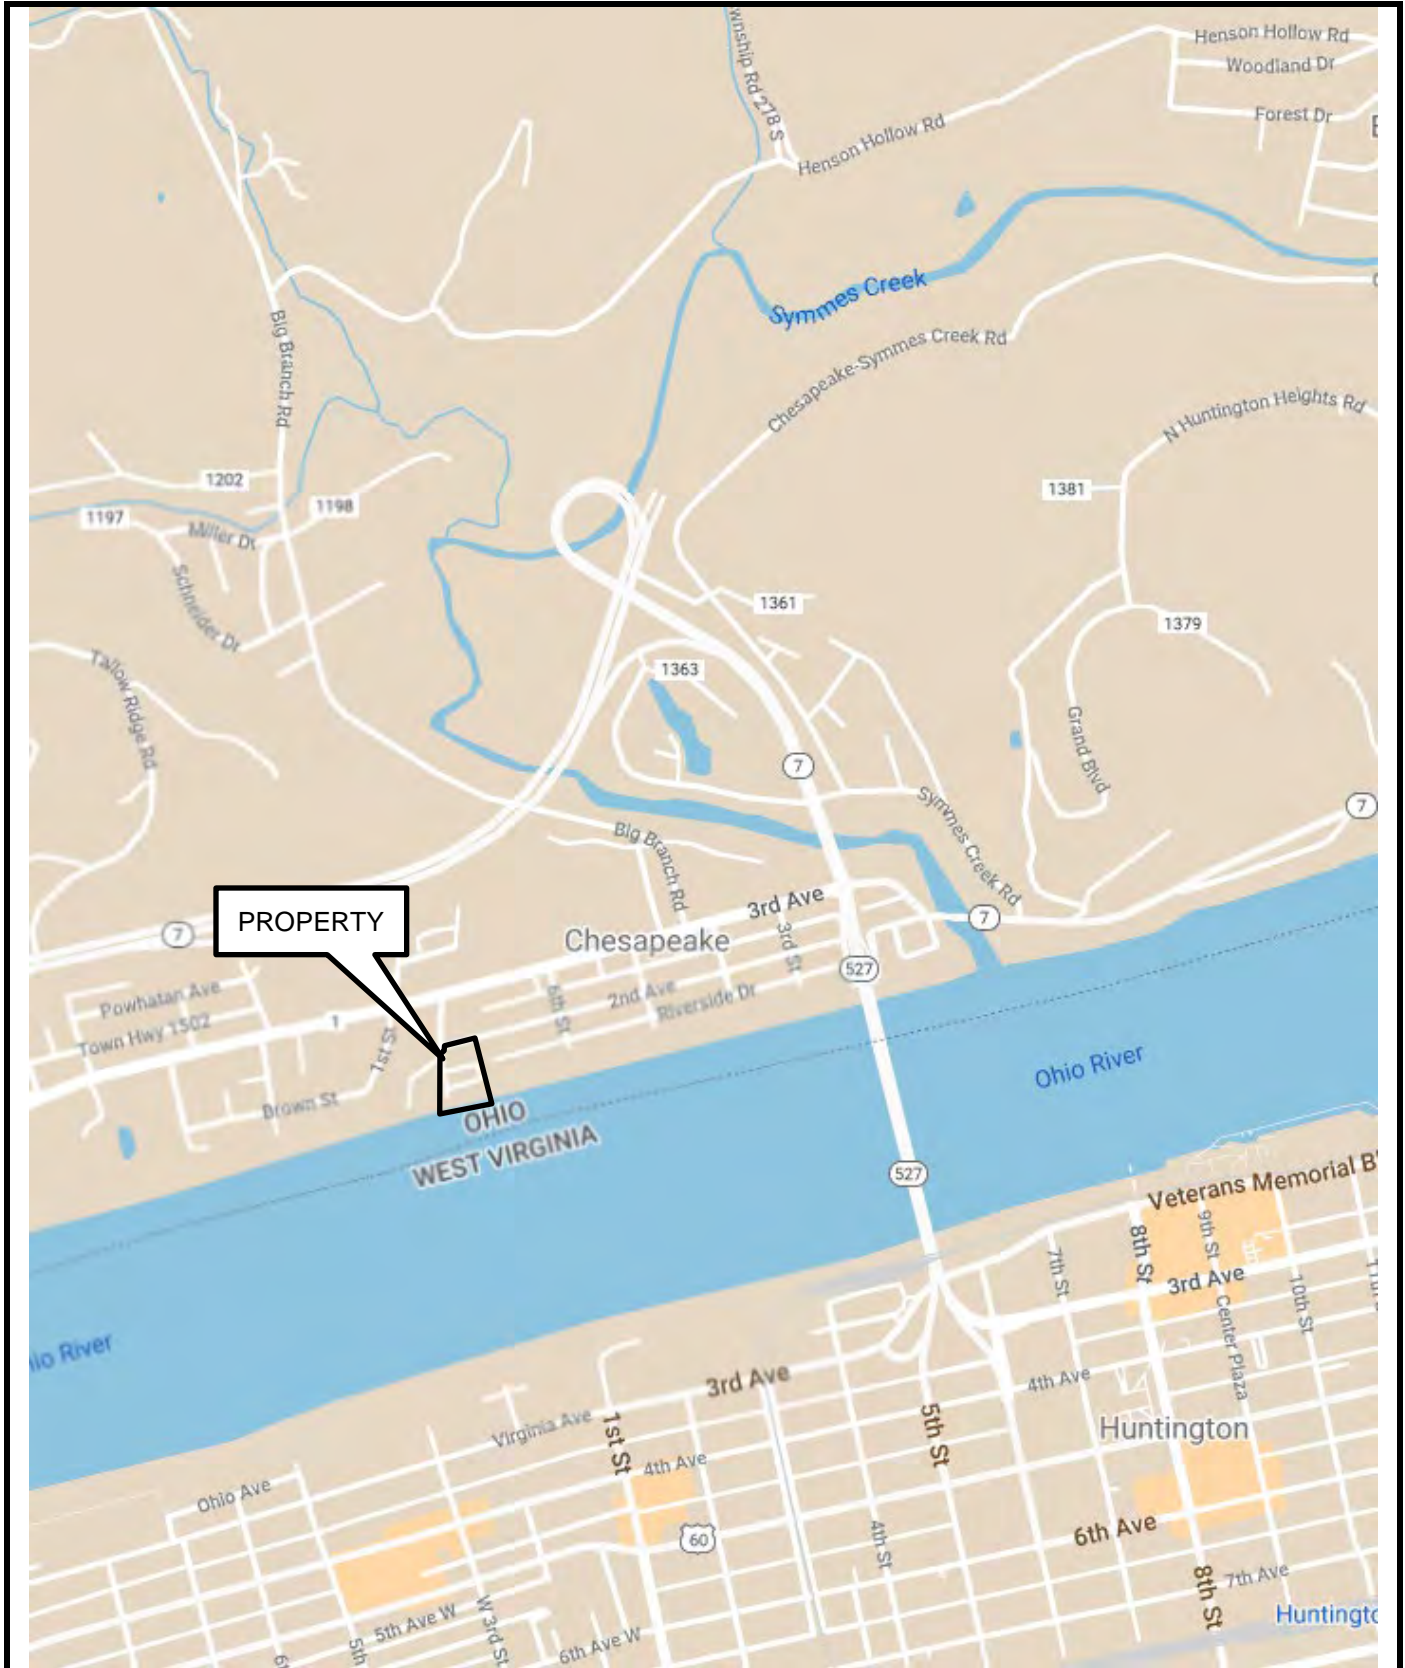 wnship Rd 278 S
Henson Hollow Rd
Woodland Dr
Forest Dr
Henson Hollow Rd
Symmes Creek
Chesapeake-Symmes Creek Rd
Big Branch Rd
N Huntington Heights Rd
1202
1198
1381
1197
Miller Dr
Schneider Dr
1361
1379
1363
Tallow Ridge Rd
Grand Blvd
7
7
Symmes Creek Rd
Big Branch Rd
PROPERTY
3rd Ave
7
7
Chesapeake
3rd St
527
Powhatan Ave
6th St
2nd Ave
Riverside Dr
Town Hwy 1502
1
1st St
Ohio River
Brown St
OHIO
WEST VIRGINIA
527
Veterans Memorial B
9th St
8th St
7th St
3rd Ave
10th St
Center Plaza
io River
3rd Ave
4th Ave
Virginia Ave
1st St
5th St
Huntington
4th Ave
Ohio Ave
60
4th St
6th Ave
8th St
7th Ave
5th Ave W
W 3rd St
Huntingto
5th
6th Ave W